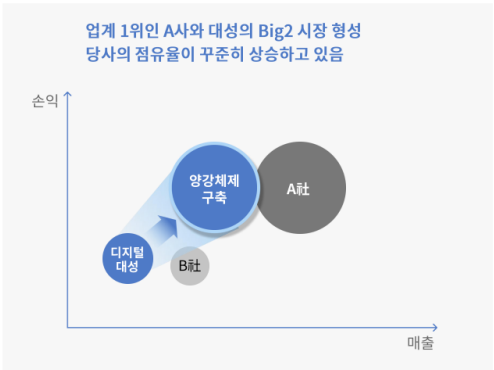 업계 1위인 A사와 대성의 Big2 시장 형성
당사의 점유율이 꾸준히 상승하고 있음
손익
양강체제
구축
A社
디지털
대성
B社
매출